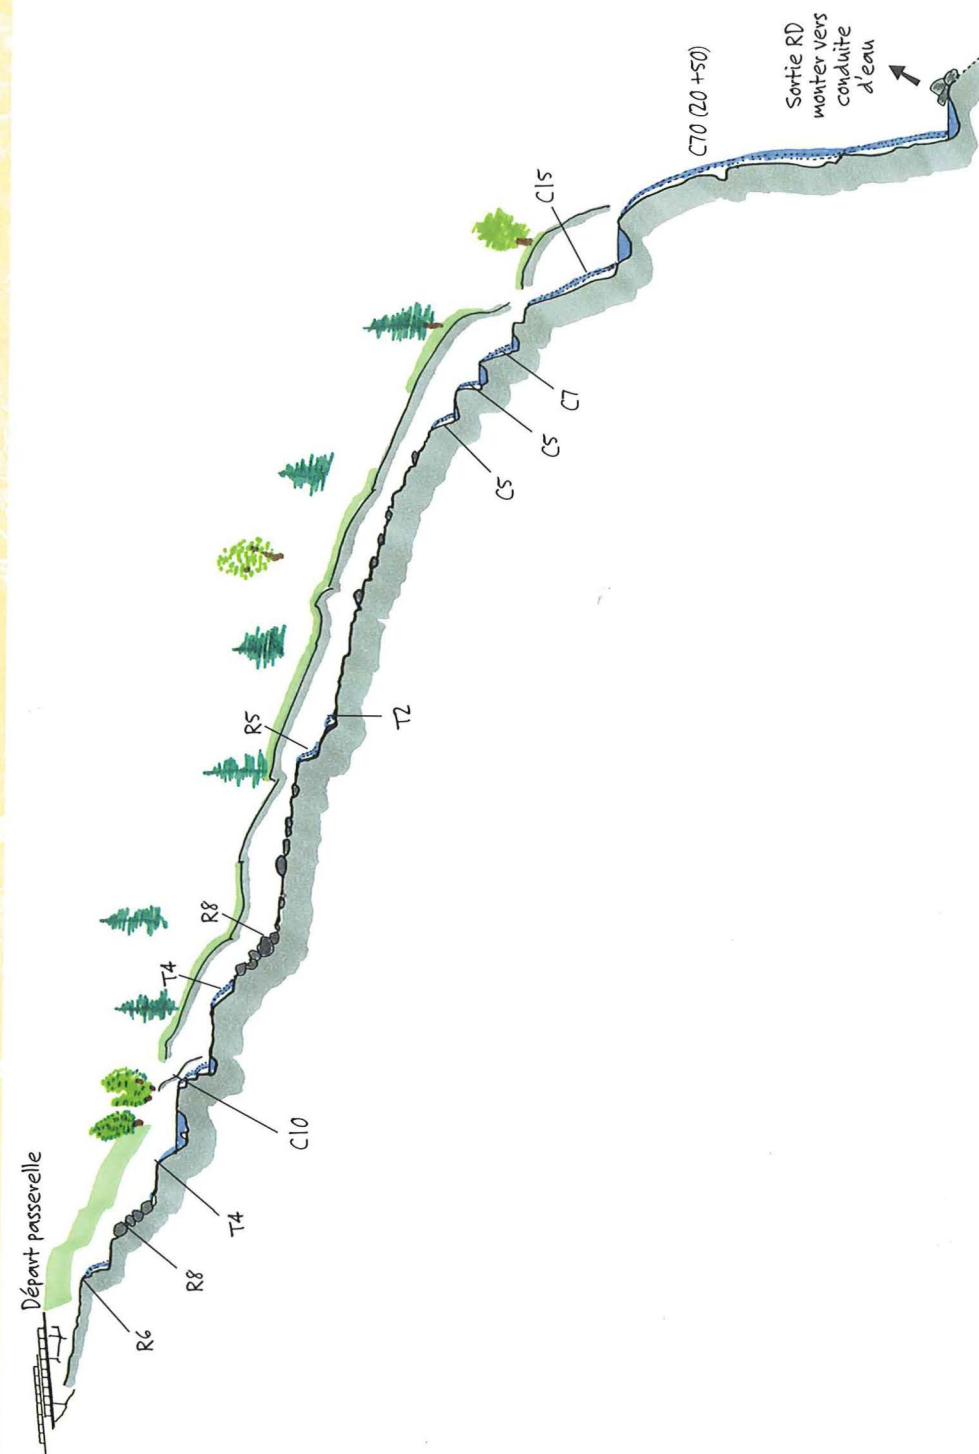 Départ passerelle
R6
R8
T4
C10
T4
R8
R5
T2
C5
C5
C7
C15
C70 (20+50)
Sortie RD
monter vers
conduite
d'eau